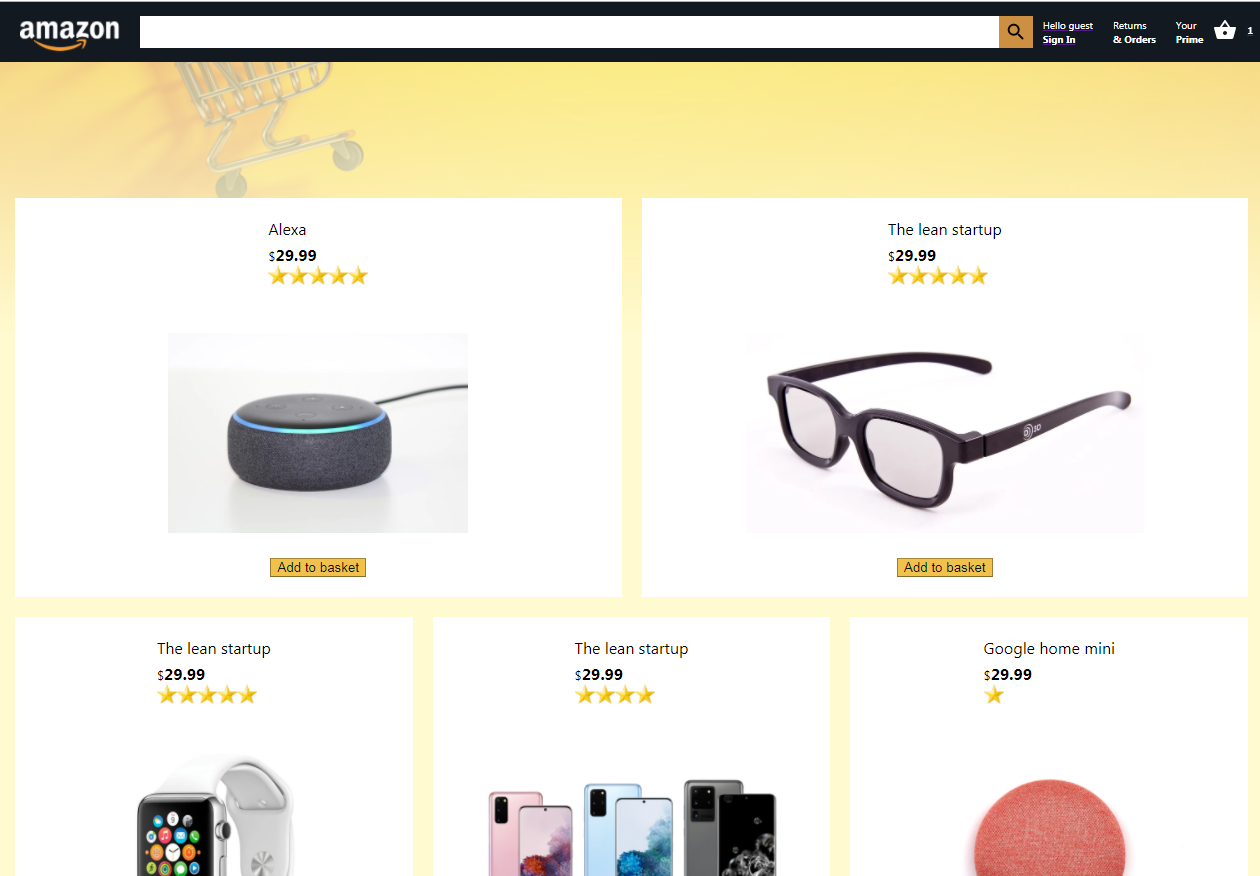 amazon
Hello guest
Sign In
Returns
& Orders
Your
Prime
1
Alexa
$29.99
The lean startup
$29.99
3D
Add to basket
Add to basket
The lean startup
$29.99
The lean startup
$29.99
Google home mini
$29.99